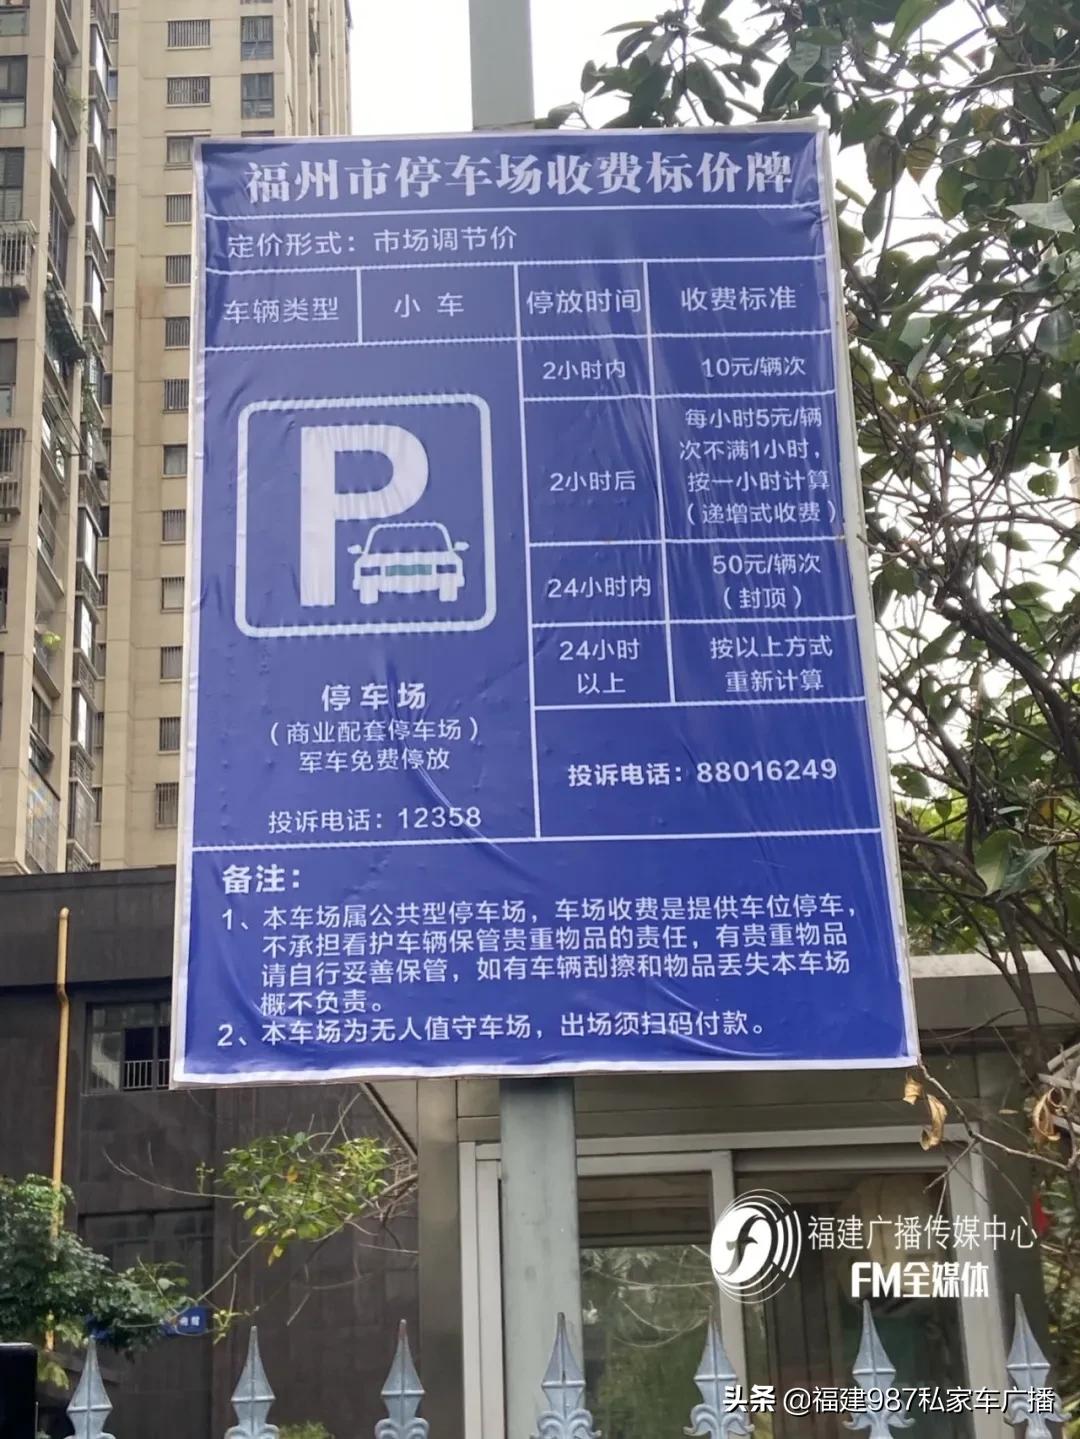 福州市停车场收费标价牌
定价形式：市场调节价
车辆类型
小 车
停放时间
收费标准
2小时内
10元/辆次
2小时后
每小时5元/辆
次不满1小时，
按一小时计算
（递增式收费）
24小时内
50元/辆次
（封顶）
24小时
以上
按以上方式
重新计算
P
停车场
（商业配套停车场）
军车免费停放
投诉电话：12358
投诉电话：88016249
备注：
1、本车场属公共型停车场，车场收费是提供车位停车，
不承担看护车辆保管贵重物品的责任，有贵重物品
请自行妥善保管，如有车辆刮擦和物品丢失本车场
概不负责。
2、本车场为无人值守车场，出场须扫码付款。
福建广播传媒中心
FM全媒体
头条 @福建987私家车广播